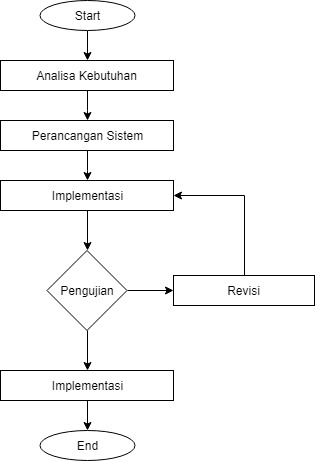 Start
Analisa Kebutuhan
Perancangan Sistem
Implementasi
Pengujian
Revisi
Implementasi
End